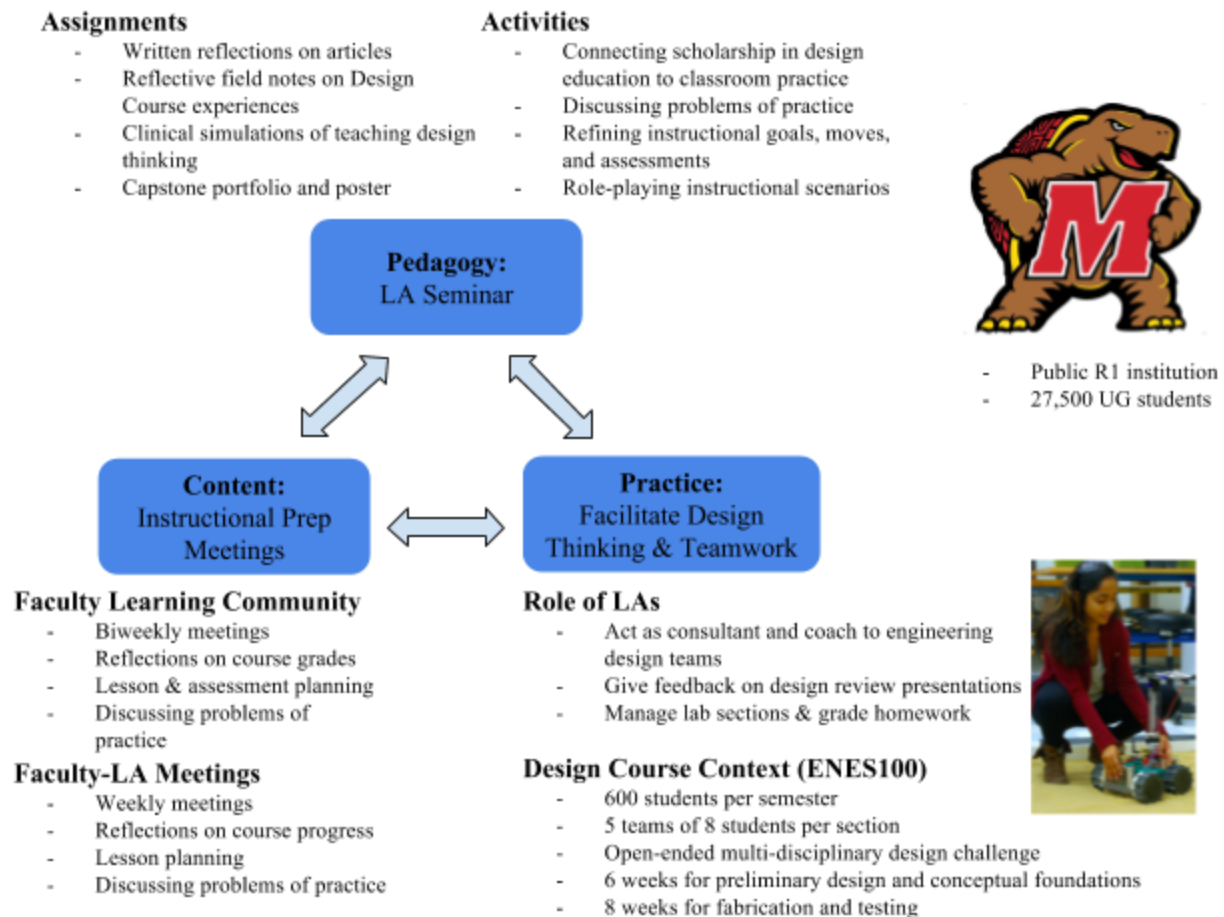 Assignments
- Written reflections on articles
- Reflective field notes on Design
Course experiences
- Clinical simulations of teaching design
thinking
- Capstone portfolio and poster
Activities
- Connecting scholarship in design
education to classroom practice
- Discussing problems of practice
- Refining instructional goals, moves,
and assessments
- Role-playing instructional scenarios
M
- Public R1 institution
- 27,500 UG students
Pedagogy:
LA Seminar
Content:
Instructional Prep
Meetings
Practice:
Facilitate Design
Thinking & Teamwork
Faculty Learning Community
- Biweekly meetings
- Reflections on course grades
- Lesson & assessment planning
- Discussing problems of
practice
Faculty-LA Meetings
- Weekly meetings
- Reflections on course progress
- Lesson planning
- Discussing problems of practice
Role of LAs
- Act as consultant and coach to engineering
design teams
- Give feedback on design review presentations
- Manage lab sections & grade homework
Design Course Context (ENES100)
- 600 students per semester
- 5 teams of 8 students per section
- Open-ended multi-disciplinary design challenge
- 6 weeks for preliminary design and conceptual foundations
- 8 weeks for fabrication and testing